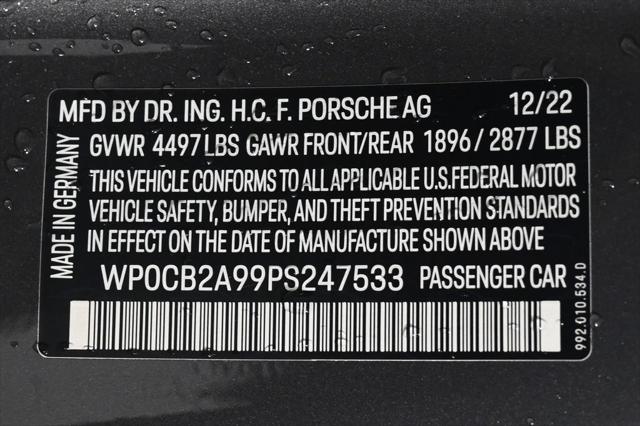 MFD BY DR. ING. H.C. F. PORSCHE AG 12/22
GVWR 4497 LBS GAWR FRONT/REAR 1896 / 2877 LBS
THIS VEHICLE CONFORMS TO ALL APPLICABLE U.S. FEDERAL MOTOR
VEHICLE SAFETY, BUMPER, AND THEFT PREVENTION STANDARDS
IN EFFECT ON THE DATE OF MANUFACTURE SHOWN ABOVE
WP0CB2A99PS247533 PASSENGER CAR
MADE IN GERMANY
992.010.534.D